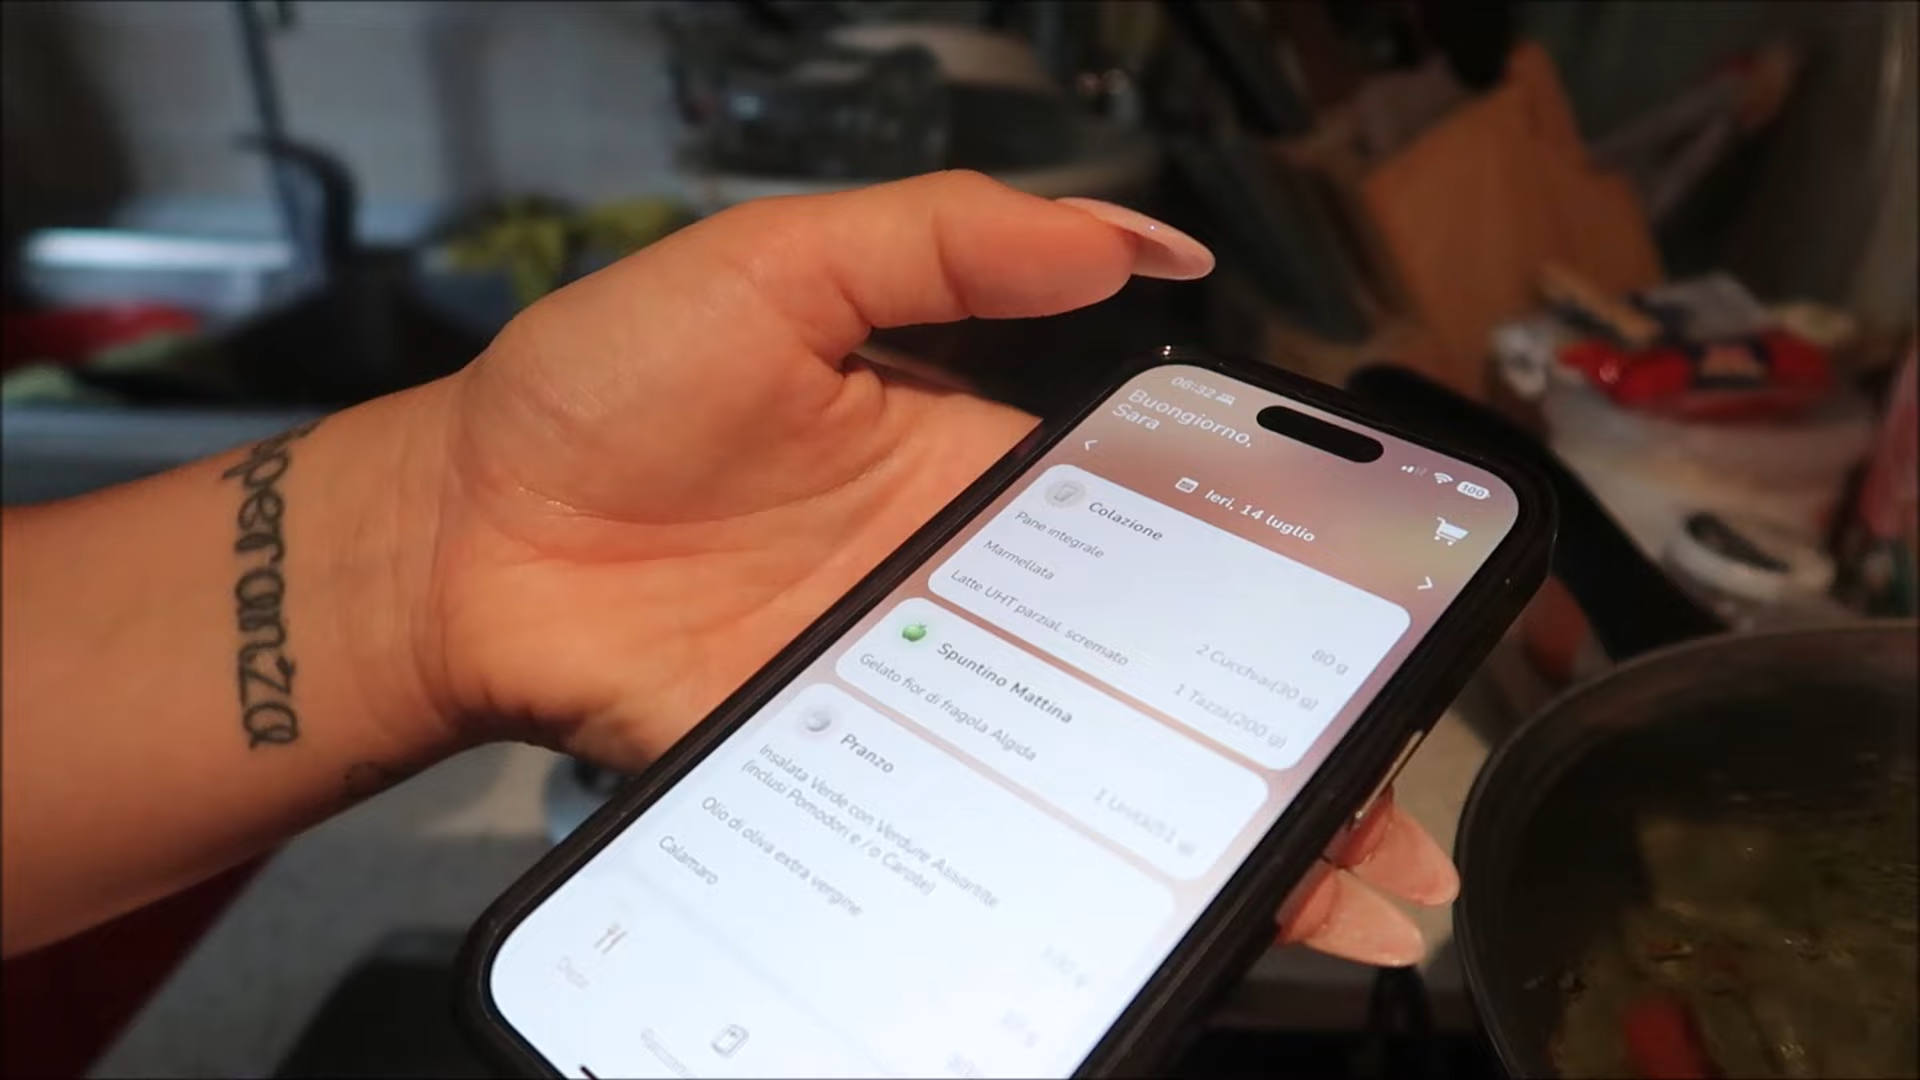 speranza
06:32
100
Buongiorno,
Sara
Ieri, 14 luglio
Colazione
Pane integrale
80 g
Marmellata
2 Cucchiai(30 g)
Latte UHT parzial. scremato
1 Tazza(200 g)
Spuntino Mattina
Gelato fior di fragola Algida
Pranzo
Insalata Verde con Verdure Assortite
(inclusi Pomodori e / o Carote)
Olio di oliva extra vergine
Calamaro
Dieta